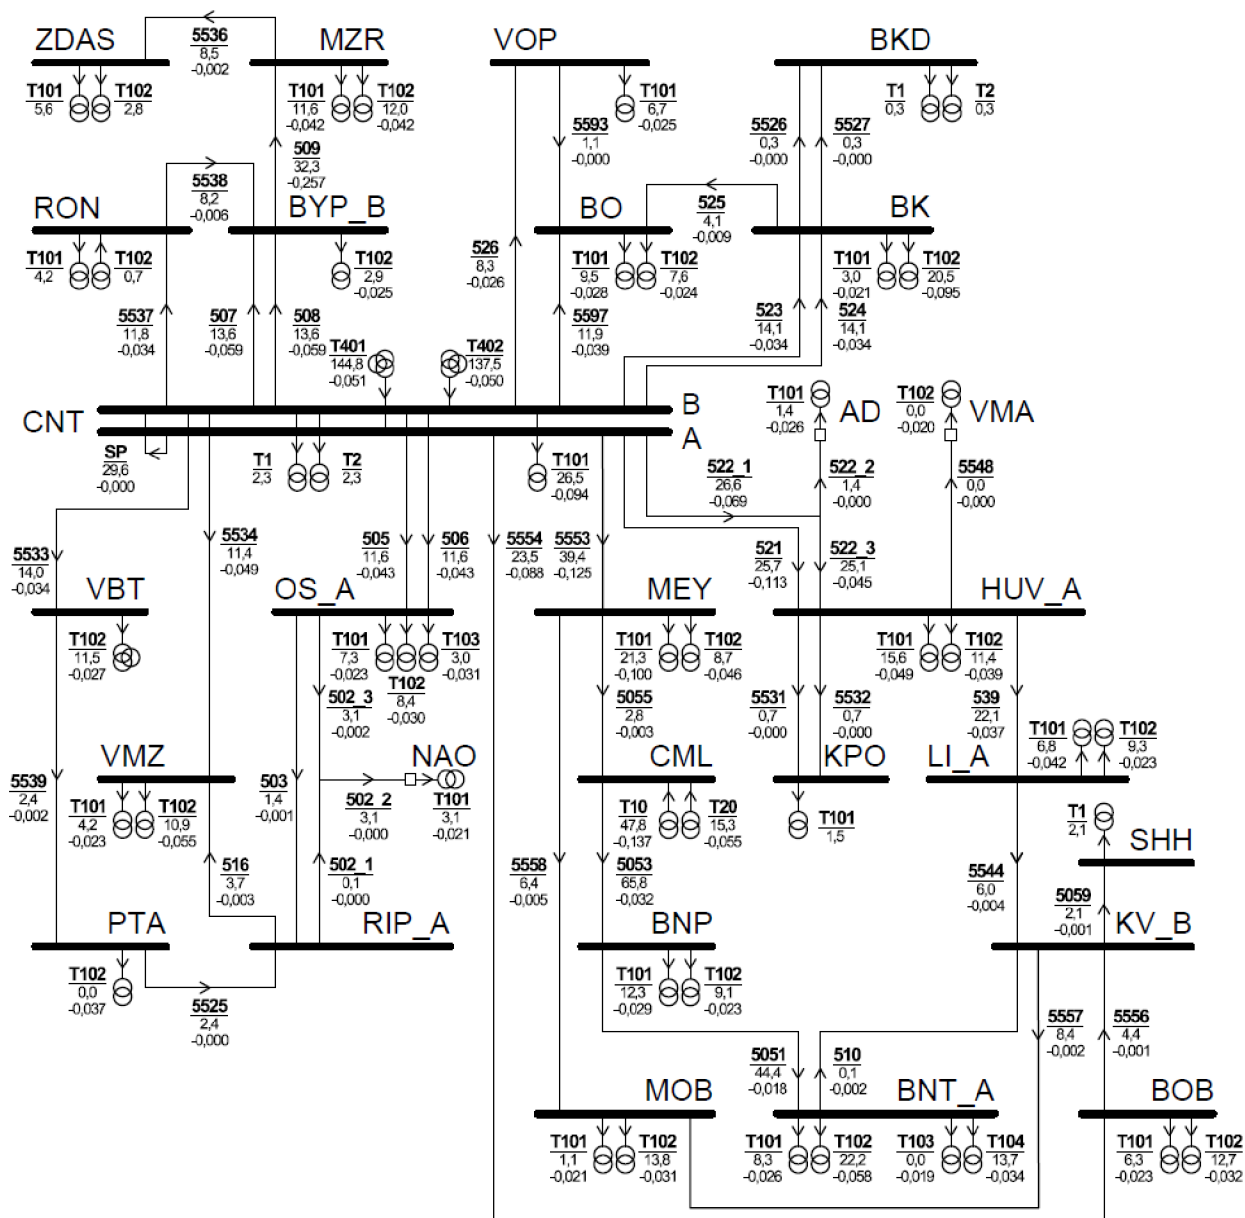 ZDAS
5536
8,5
-0,002
MZR
VOP
BKD
T101
5,6
T102
2,8
T101
11,6
-0,042
T102
12,0
-0,042
T101
6,7
-0,025
T1
0,3
T2
0,3
509
32,3
-0,257
5593
1,1
-0,000
5526
0,3
-0,000
5527
0,3
-0,000
RON
5538
8,2
-0,006
BYP_B
BO
525
4,1
-0,009
BK
T101
4,2
T102
0,7
T102
2,9
-0,025
526
8,3
-0,026
T101
9,5
-0,028
T102
7,6
-0,024
T101
3,0
-0,021
T102
20,5
-0,095
5537
11,8
-0,034
507
13,6
-0,059
508
13,6
-0,059
5597
11,9
-0,039
523
14,1
-0,034
524
14,1
-0,034
T401
144,8
-0,051
T402
137,5
-0,050
CNT
B
A
T101
1,4
-0,026
AD
T102
0,0
-0,020
VMA
SP
29,6
-0,000
T1
2,3
T2
2,3
T101
26,5
-0,094
522_1
26,6
-0,069
522_2
1,4
-0,000
5548
0,0
-0,000
5533
14,0
-0,034
5534
11,4
-0,049
505
11,6
-0,043
506
11,6
-0,043
5554
23,5
-0,088
5553
39,4
-0,125
521
25,7
-0,113
522_3
25,1
-0,045
VBT
OS_A
MEY
HUV_A
T102
11,5
-0,027
T101
7,3
-0,023
T102
8,4
-0,030
T103
3,0
-0,031
T101
21,3
-0,100
T102
8,7
-0,046
T101
15,6
-0,049
T102
11,4
-0,039
502_3
3,1
-0,002
5055
2,8
-0,003
5531
0,7
-0,000
5532
0,7
-0,000
539
22,1
-0,037
T101
6,8
-0,042
T102
9,3
-0,023
VMZ
NAO
CML
KPO
LI_A
5539
2,4
-0,002
T101
4,2
-0,023
T102
10,9
-0,055
503
1,4
-0,001
502_2
3,1
-0,000
T101
3,1
-0,021
T10
47,8
-0,137
T20
15,3
-0,055
T101
1,5
T1
2,1
SHH
516
3,7
-0,003
502_1
0,1
-0,000
5558
6,4
-0,005
5053
65,8
-0,032
5544
6,0
-0,004
5059
2,1
-0,001
PTA
RIP_A
BNP
KV_B
T102
0,0
-0,037
5525
2,4
-0,000
T101
12,3
-0,029
T102
9,1
-0,023
5557
8,4
-0,002
5556
4,4
-0,001
5051
44,4
-0,018
510
0,1
-0,002
MOB
BNT_A
BOB
T101
1,1
-0,021
T102
13,8
-0,031
T101
8,3
-0,026
T102
22,2
-0,058
T103
0,0
-0,019
T104
13,7
-0,034
T101
6,3
-0,023
T102
12,7
-0,032